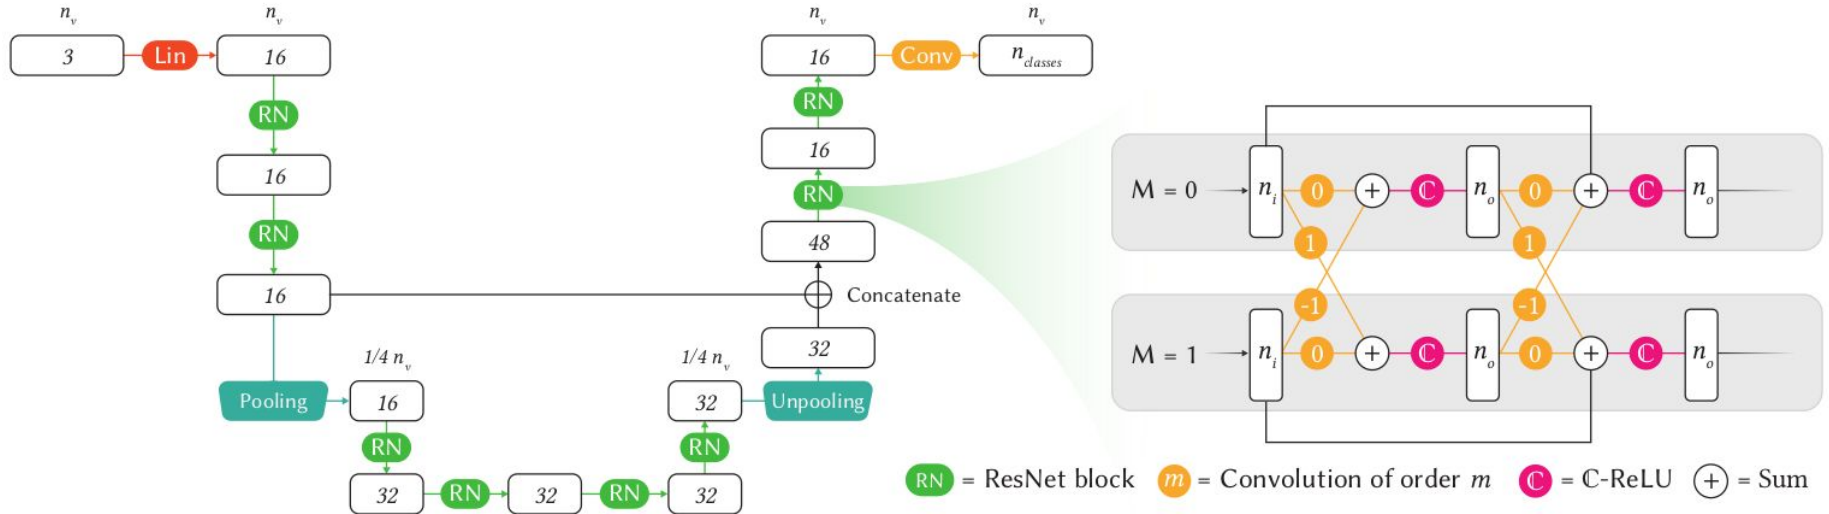 n_v
3
Lin
n_v
16
RN
16
RN
16
Pooling
1/4 n_v
16
RN
32
RN
32
RN
32
RN
32
1/4 n_v
Unpooling
32
Concatenate
48
RN
16
RN
16
n_v
Conv
n_classes
n_v
M = 0
n_i
0
+
ℂ
n_o
0
+
ℂ
n_o
1
1
-1
-1
M = 1
n_i
0
+
ℂ
n_o
0
+
ℂ
n_o
RN = ResNet block
m = Convolution of order m
ℂ = ℂ-ReLU
+ = Sum